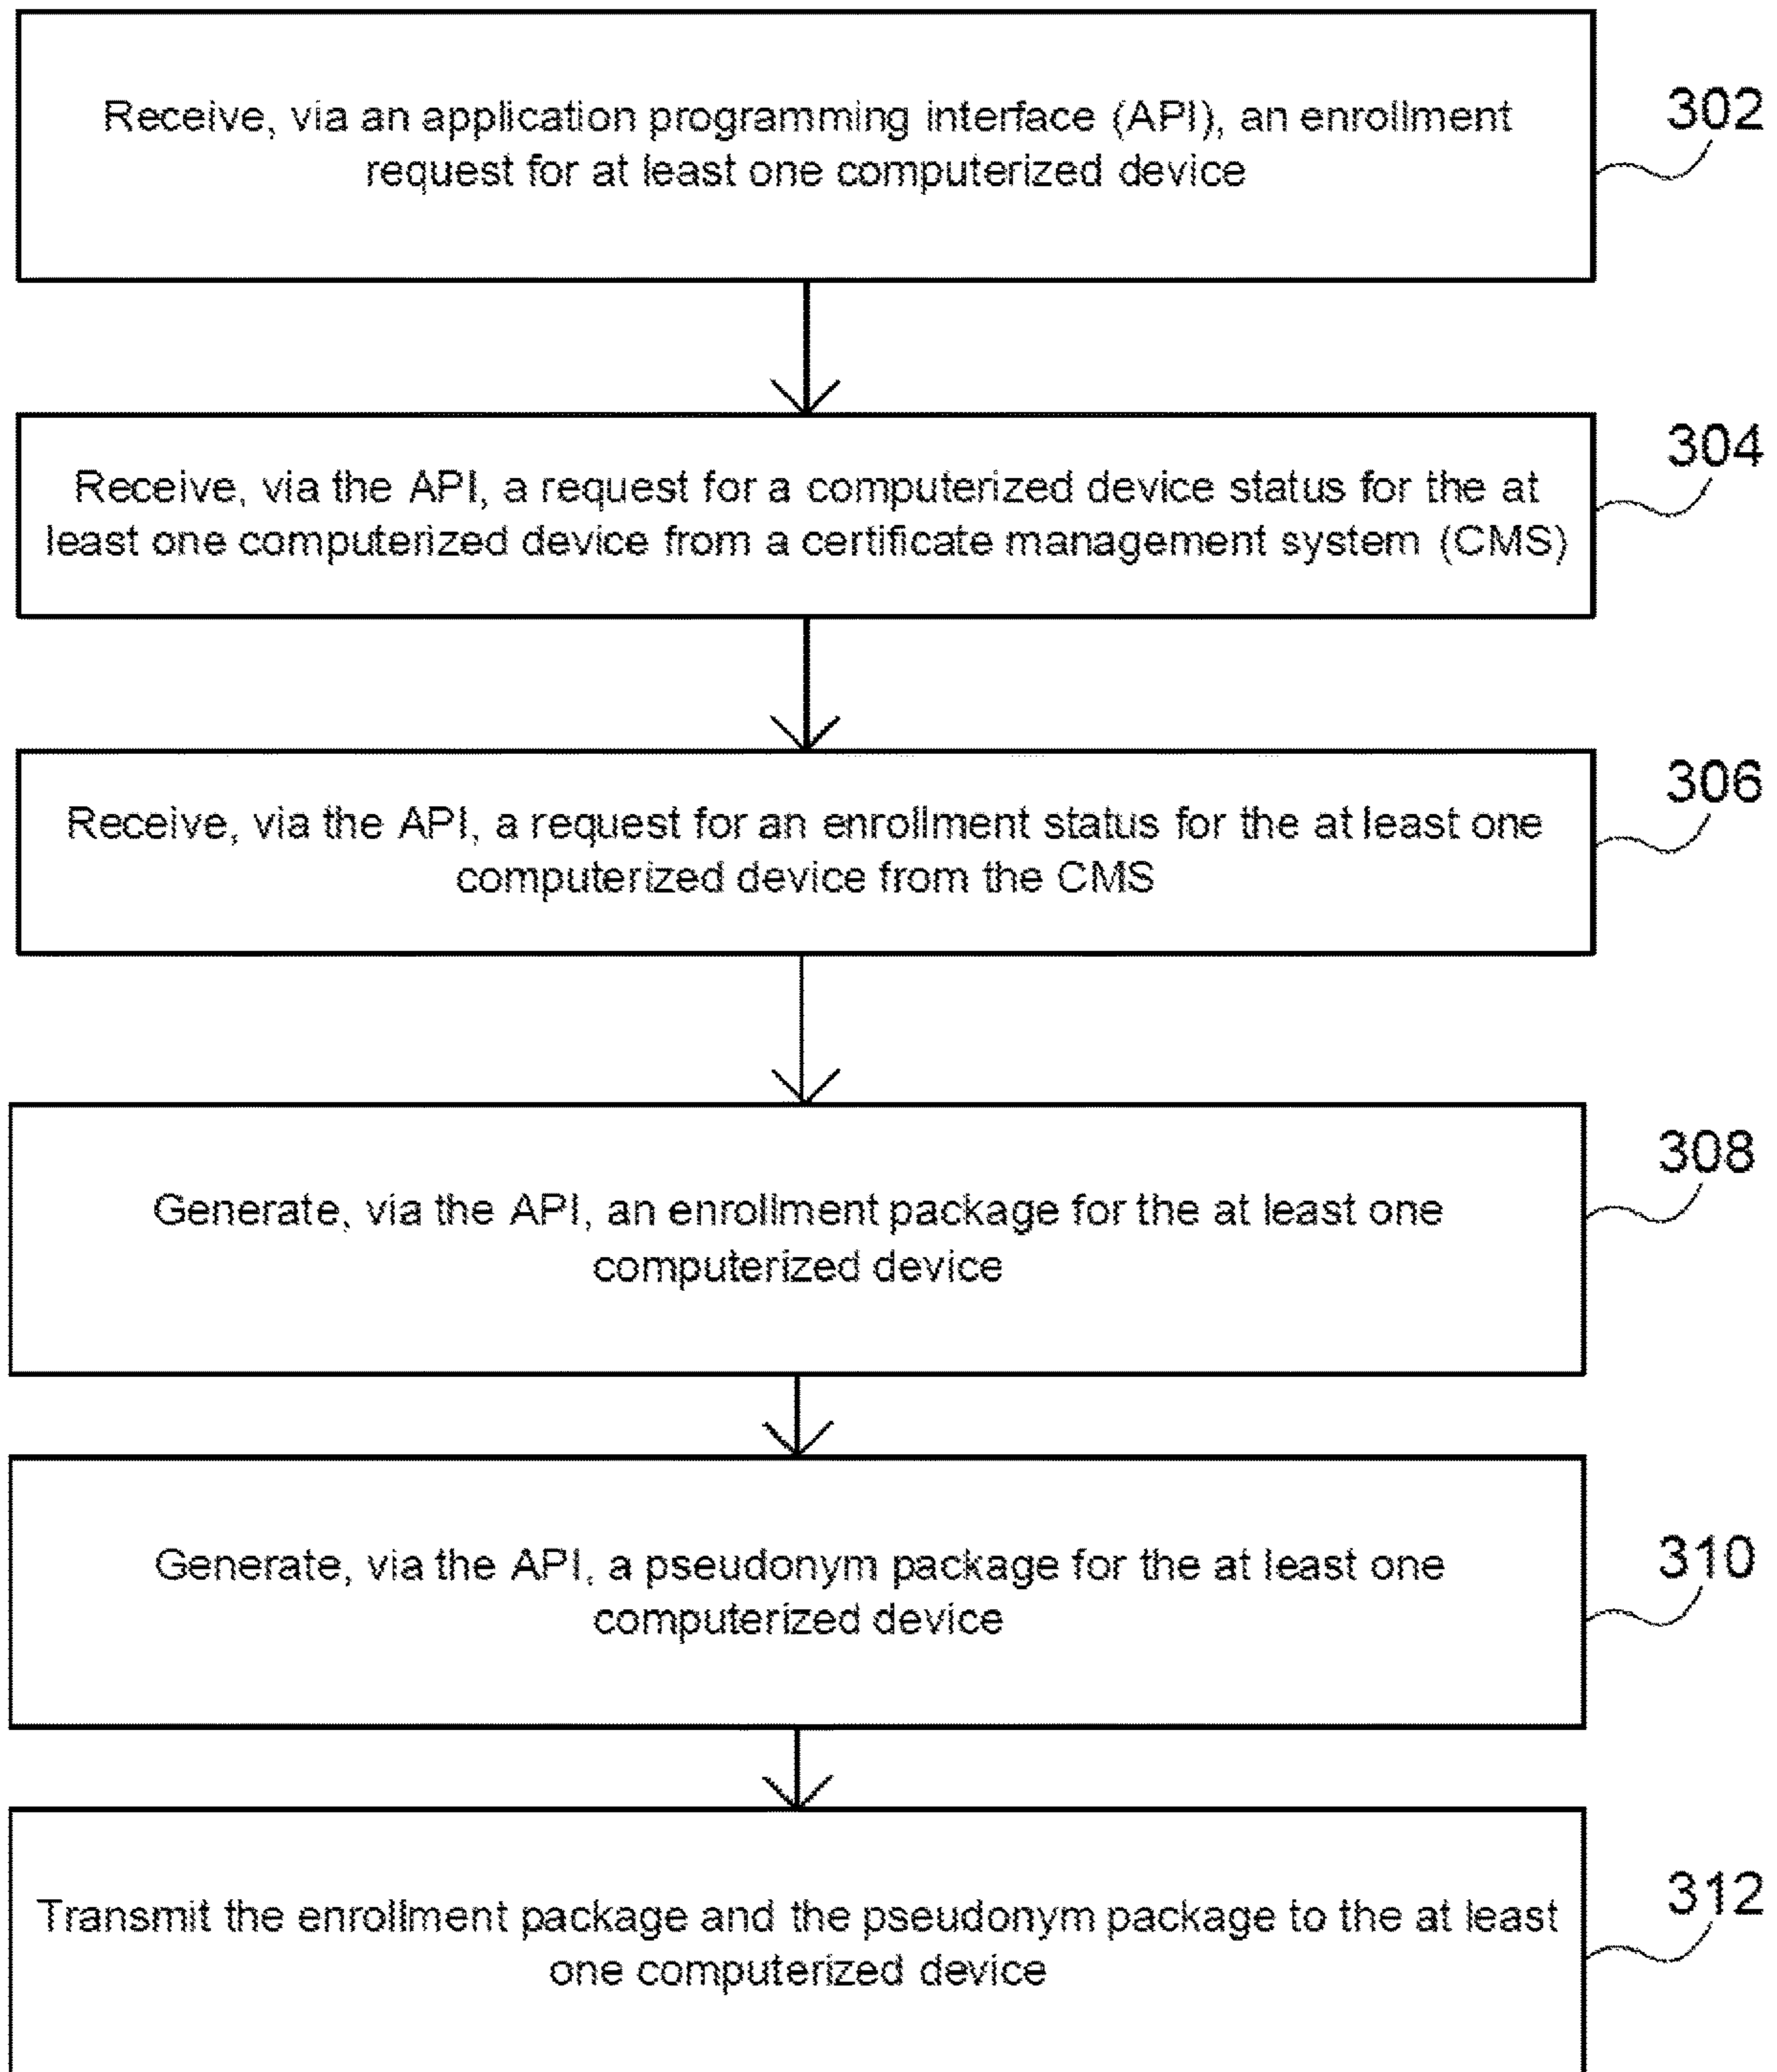 Receive, via an application programming interface (API), an enrollment
request for at least one computerized device
302
Receive, via the API, a request for a computerized device status for the at
least one computerized device from a certificate management system (CMS)
304
Receive, via the API, a request for an enrollment status for the at least one
computerized device from the CMS
306
Generate, via the API, an enrollment package for the at least one
computerized device
308
Generate, via the API, a pseudonym package for the at least one
computerized device
310
Transmit the enrollment package and the pseudonym package to the at least
one computerized device
312